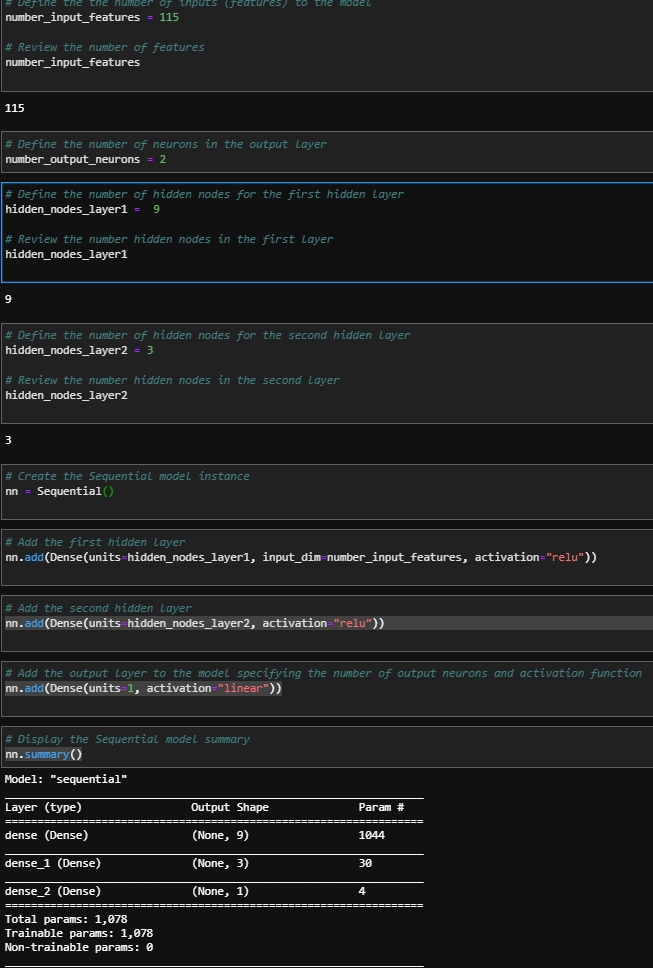 # Define the the number of inputs (features) to the model
number_input_features = 115
# Review the number of features
number_input_features
115
# Define the number of neurons in the output layer
number_output_neurons = 2
# Define the number of hidden nodes for the first hidden layer
hidden_nodes_layer1 =  9
# Review the number hidden nodes in the first layer
hidden_nodes_layer1
9
# Define the number of hidden nodes for the second hidden layer
hidden_nodes_layer2 = 3
# Review the number hidden nodes in the second layer
hidden_nodes_layer2
3
# Create the Sequential model instance
nn = Sequential()
# Add the first hidden layer
nn.add(Dense(units=hidden_nodes_layer1, input_dim=number_input_features, activation="relu"))
# Add the second hidden layer
nn.add(Dense(units=hidden_nodes_layer2, activation="relu"))
# Add the output layer to the model specifying the number of output neurons and activation function
nn.add(Dense(units=1, activation="linear"))
# Display the Sequential model summary
nn.summary()
Model: "sequential"
Layer (type) Output Shape Param #
dense (Dense) (None, 9) 1044
dense_1 (Dense) (None, 3) 30
dense_2 (Dense) (None, 1) 4
Total params: 1,078
Trainable params: 1,078
Non-trainable params: 0